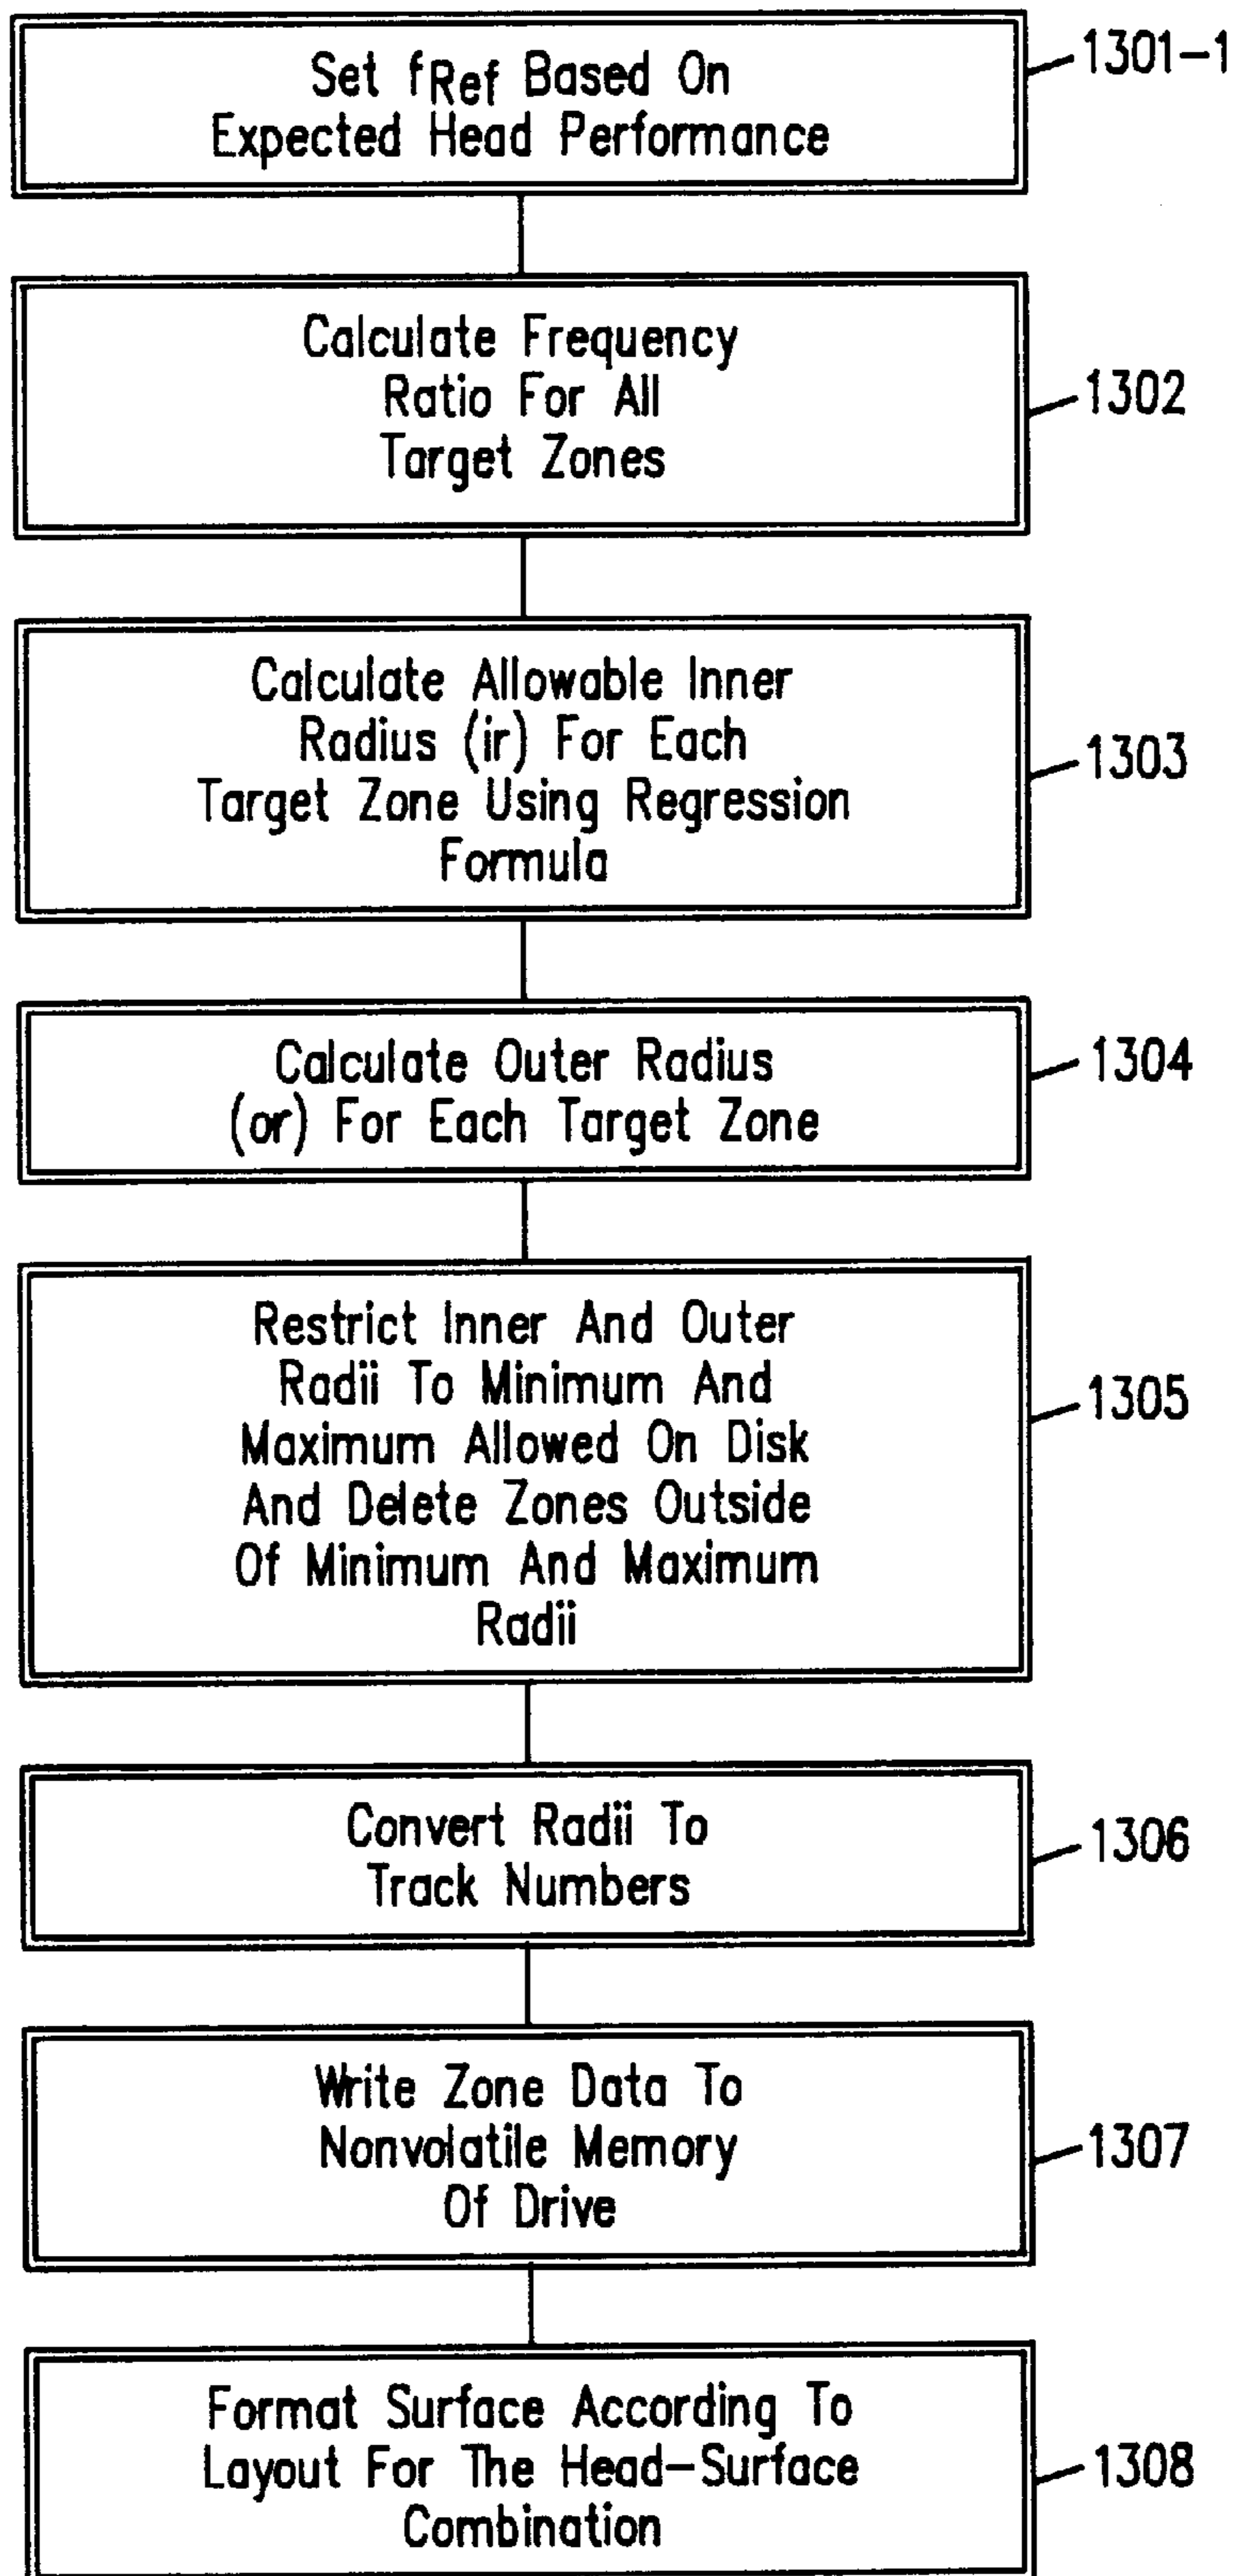 Set fRef Based On
Expected Head Performance
1301-1
Calculate Frequency
Ratio For All
Target Zones
1302
Calculate Allowable Inner
Radius (ir) For Each
Target Zone Using Regression
Formula
1303
Calculate Outer Radius
(or) For Each Target Zone
1304
Restrict Inner And Outer
Radii To Minimum And
Maximum Allowed On Disk
And Delete Zones Outside
Of Minimum And Maximum
Radii
1305
Convert Radii To
Track Numbers
1306
Write Zone Data To
Nonvolatile Memory
Of Drive
1307
Format Surface According To
Layout For The Head-Surface
Combination
1308